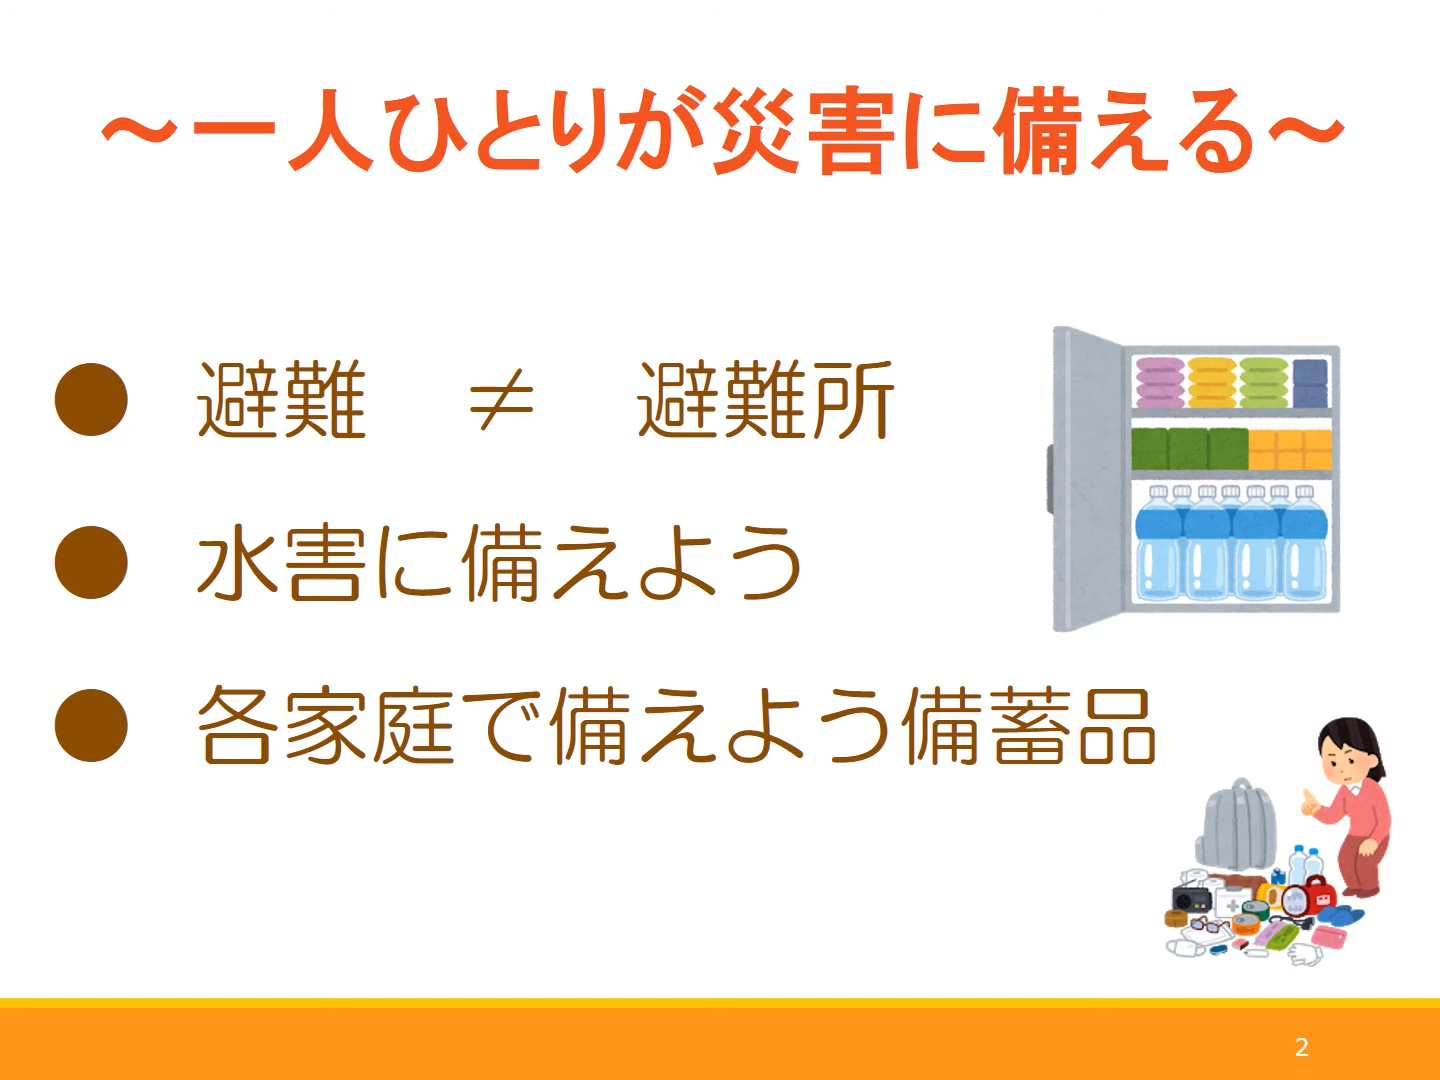 ～一人ひとりが災害に備える～
● 避難 ≠ 避難所
● 水害に備えよう
● 各家庭で備えよう備蓄品
2